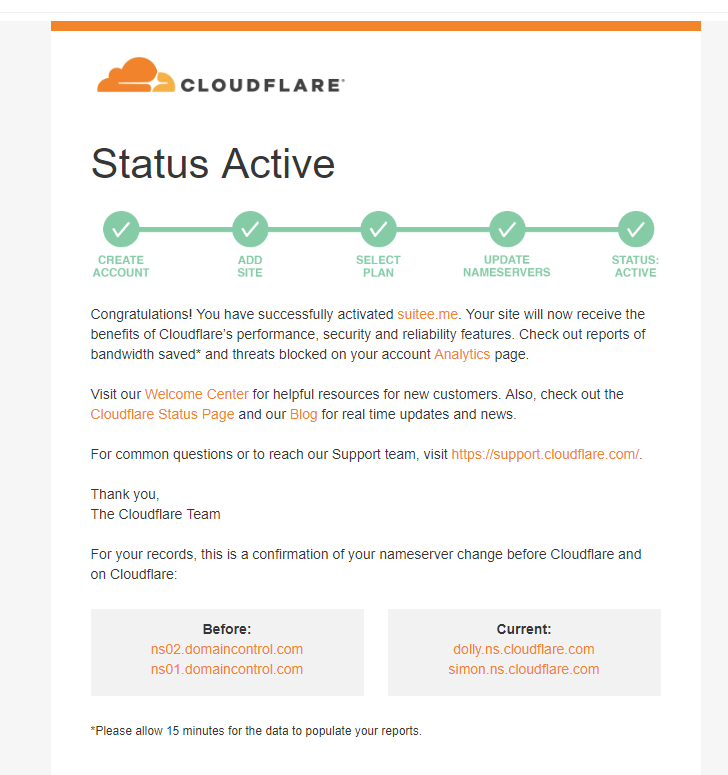 CLOUDFLARE
Status Active
CREATE ACCOUNT
ADD SITE
SELECT PLAN
UPDATE NAMESERVERS
STATUS: ACTIVE
Congratulations! You have successfully activated suitee.me. Your site will now receive the
benefits of Cloudflare's performance, security and reliability features. Check out reports of
bandwidth saved* and threats blocked on your account Analytics page.
Visit our Welcome Center for helpful resources for new customers. Also, check out the
Cloudflare Status Page and our Blog for real time updates and news.
For common questions or to reach our Support team, visit https://support.cloudflare.com/.
Thank you,
The Cloudflare Team
For your records, this is a confirmation of your nameserver change before Cloudflare and
on Cloudflare:
Before:
ns02.domaincontrol.com
ns01.domaincontrol.com
Current:
dolly.ns.cloudflare.com
simon.ns.cloudflare.com
*Please allow 15 minutes for the data to populate your reports.